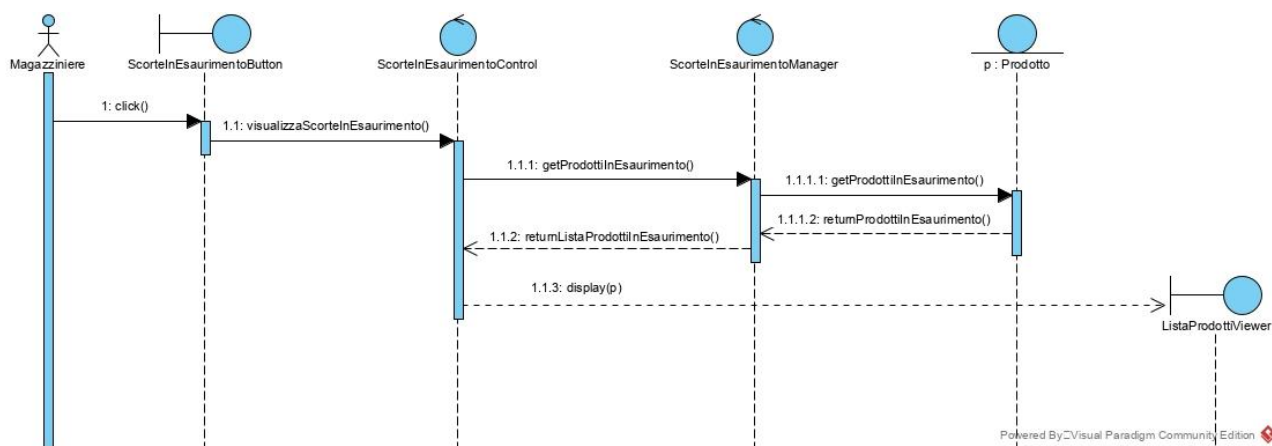 Magazziniere
ScorteInEsaurimentoButton
ScorteInEsaurimentoControl
ScorteInEsaurimentoManager
p : Prodotto
1: click()
1.1: visualizzaScorteInEsaurimento()
1.1.1: getProdottiInEsaurimento()
1.1.1.1: getProdottiInEsaurimento()
1.1.1.2: returnProdottiInEsaurimento()
1.1.2: returnListaProdottiInEsaurimento()
1.1.3: display(p)
ListaProdottiViewer
Powered By Visual Paradigm Community Edition